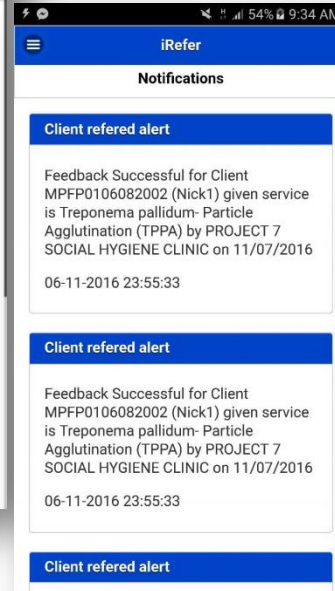 54% 9:34 AM
iRefer
Notifications
Client refered alert
Feedback Successful for Client
MPFP0106082002 (Nick1) given service
is Treponema pallidum- Particle
Agglutination (TPPA) by PROJECT 7
SOCIAL HYGIENE CLINIC on 11/07/2016
06-11-2016 23:55:33
Client refered alert
Feedback Successful for Client
MPFP0106082002 (Nick1) given service
is Treponema pallidum- Particle
Agglutination (TPPA) by PROJECT 7
SOCIAL HYGIENE CLINIC on 11/07/2016
06-11-2016 23:55:33
Client refered alert